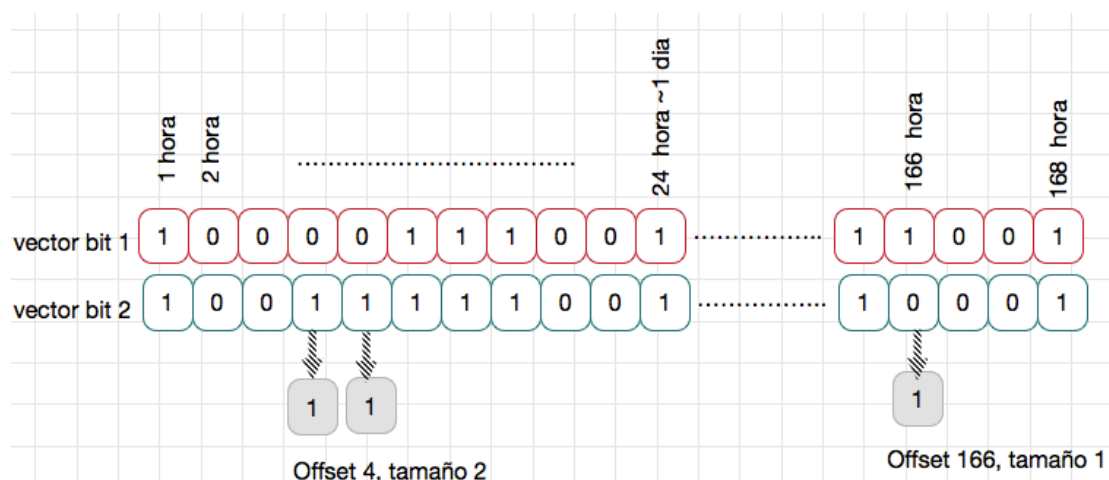 1 hora
2 hora
24 hora ~1 dia
166 hora
168 hora
vector bit 1 1 0 0 0 0 1 1 1 0 0 1 1 1 0 0 1
vector bit 2 1 0 0 1 1 1 1 1 0 0 1 1 0 0 0 1
1 1 1
Offset 4, tamaño 2
Offset 166, tamaño 1